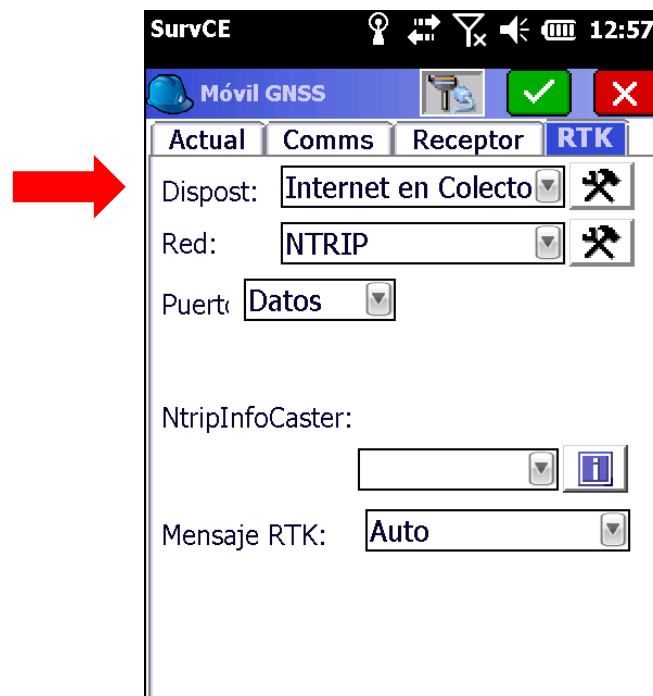 SurvCE 12:57
Móvil GNSS
Actual Comms Receptor RTK
Dispost: Internet en Colecto
Red: NTRIP
Puert Datos
NtripInfoCaster:
Mensaje RTK: Auto